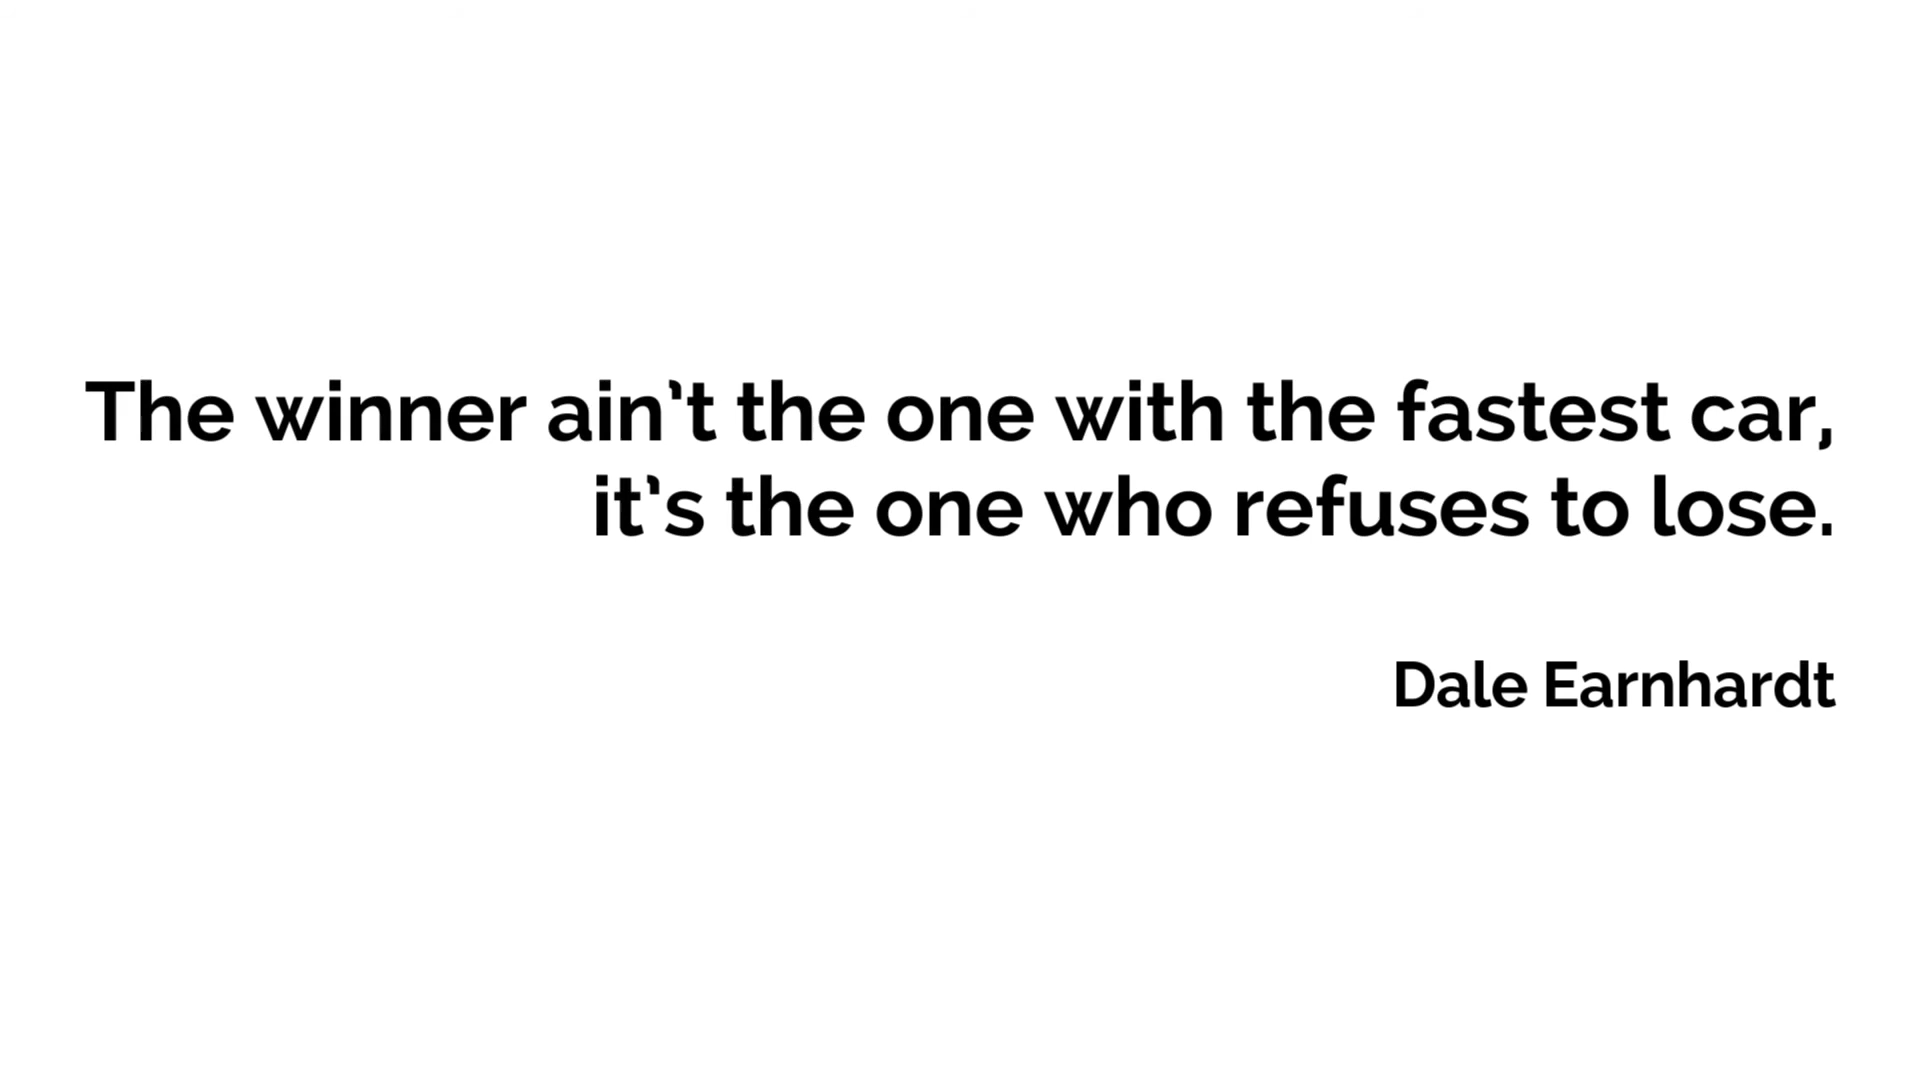 The winner ain’t the one with the fastest car,
it’s the one who refuses to lose.
Dale Earnhardt